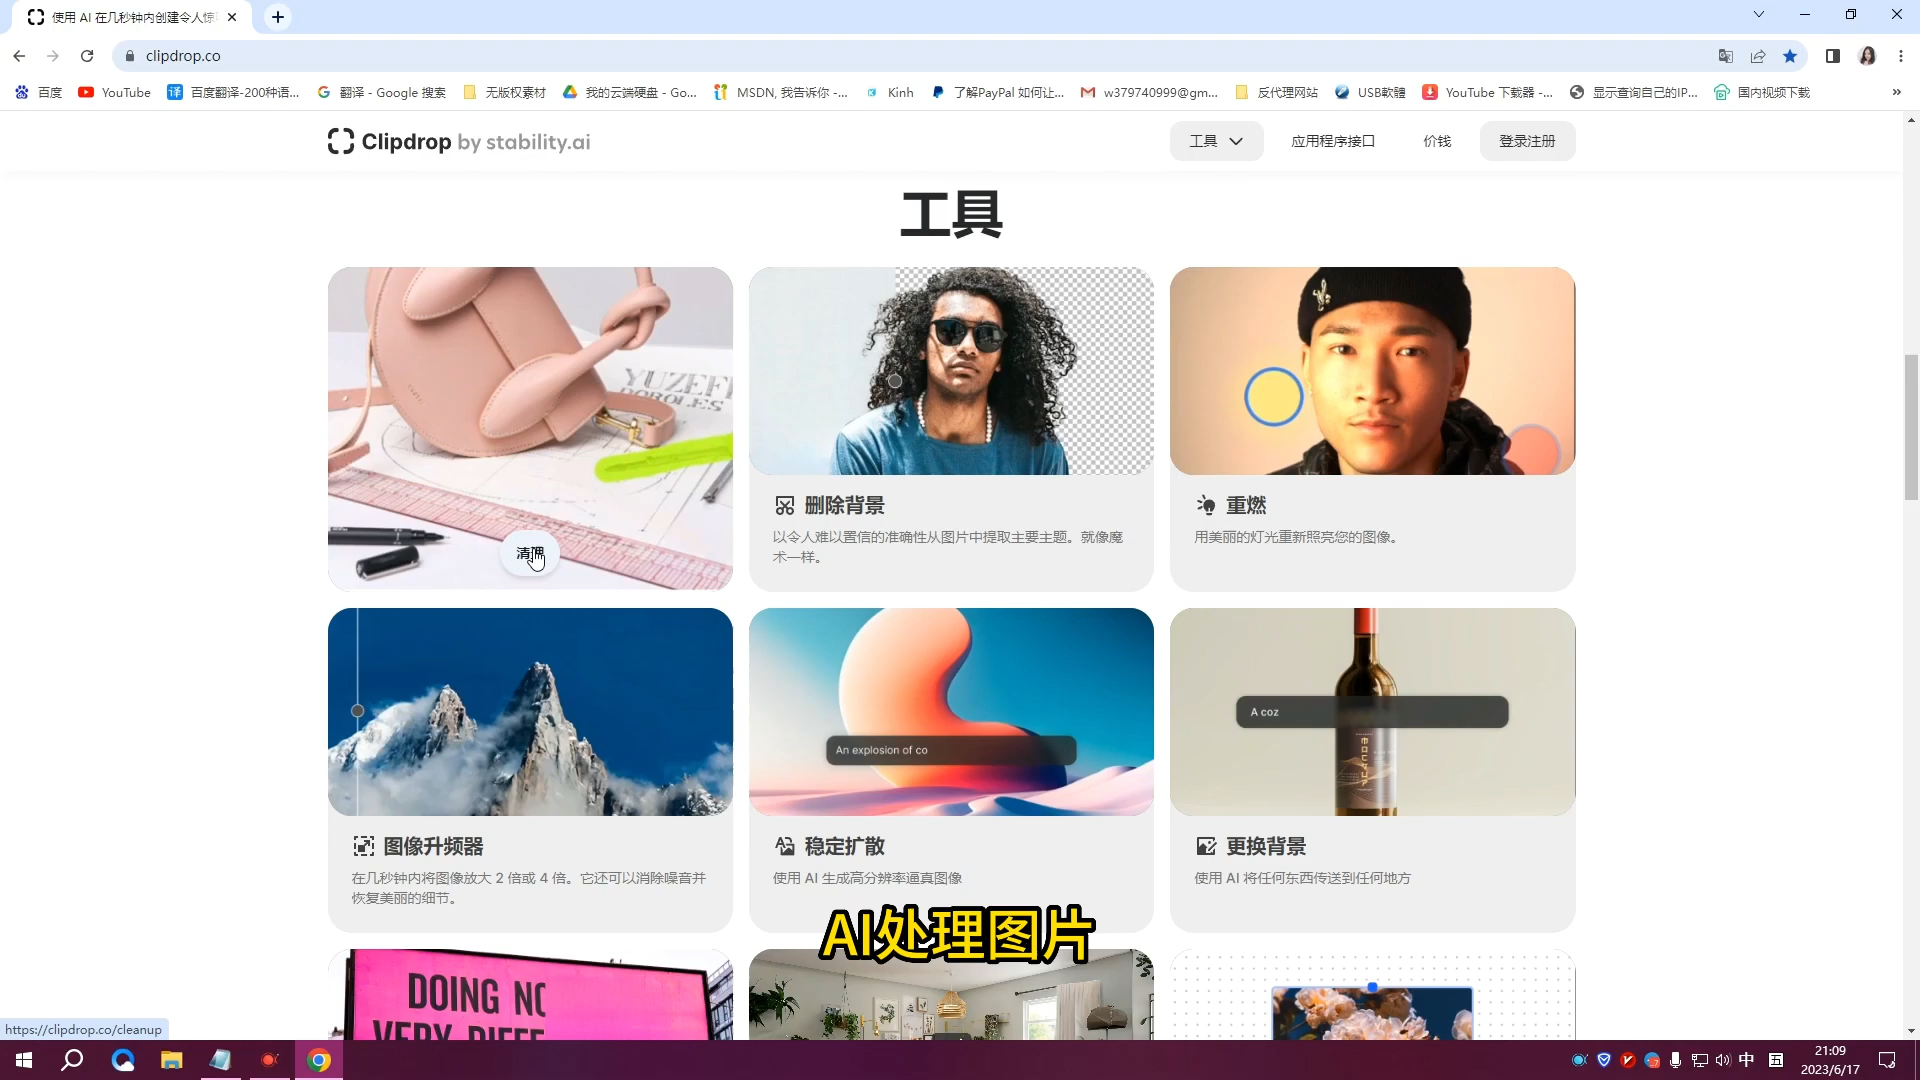 使用 AI 在几秒钟内创建令人惊
clipdrop.co
百度
YouTube
百度翻译-200种语...
翻译 - Google 搜索
无版权素材
我的云端硬盘 - Go...
MSDN, 我告诉你 -...
Kinh
了解PayPal 如何让...
w379740999@gm...
反代理网站
USB軟體
YouTube 下载器 -...
显示查询自己的IP...
国内视频下载
Clipdrop by stability.ai
工具
应用程序接口
价钱
登录注册
工具
清理
删除背景
以令人难以置信的准确性从图片中提取主要主题。就像魔
术一样。
重燃
用美丽的灯光重新照亮您的图像。
An explosion of co
A coz
图像升频器
在几秒钟内将图像放大 2 倍或 4 倍。它还可以消除噪音并
恢复美丽的细节。
稳定扩散
使用 AI 生成高分辨率逼真图像
更换背景
使用 AI 将任何东西传送到任何地方
AI处理图片
DOING NO
VERY DIFFE
https://clipdrop.co/cleanup
中
21:09
2023/6/17